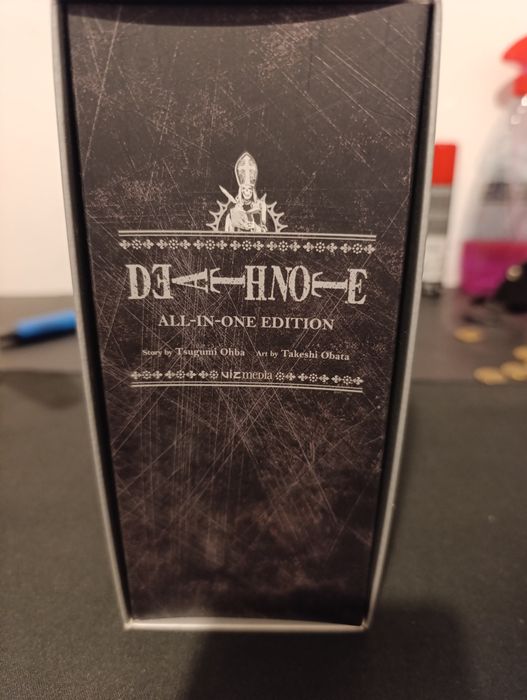 DEATH NOTE
ALL-IN-ONE EDITION
Story by Tsugumi Ohba Art by Takeshi Obata
VIZ media